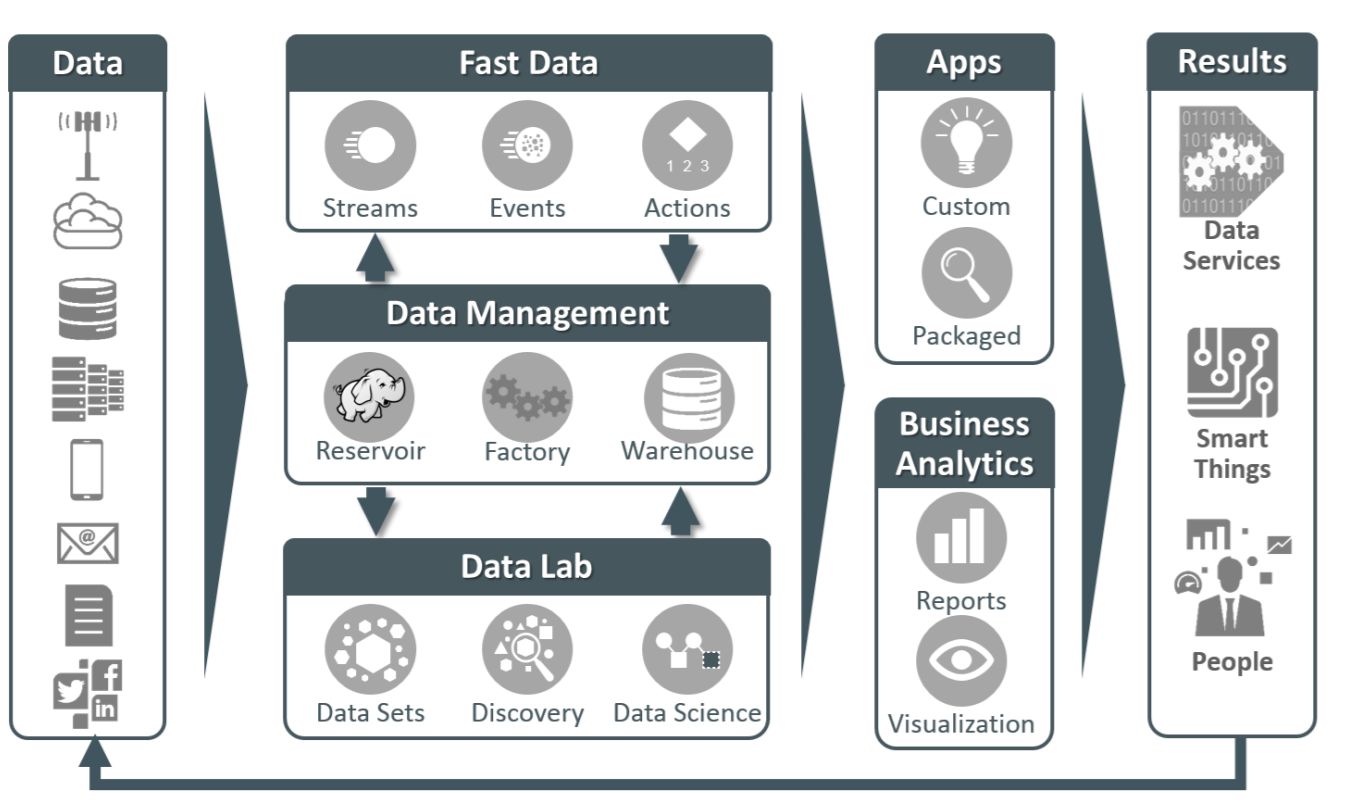 Data
Fast Data
Streams
Events
Actions
1 2 3
Data Management
Reservoir
Factory
Warehouse
Data Lab
Data Sets
Discovery
Data Science
Apps
Custom
Packaged
Business
Analytics
Reports
Visualization
Results
Data
Services
Smart
Things
People
@
f
in